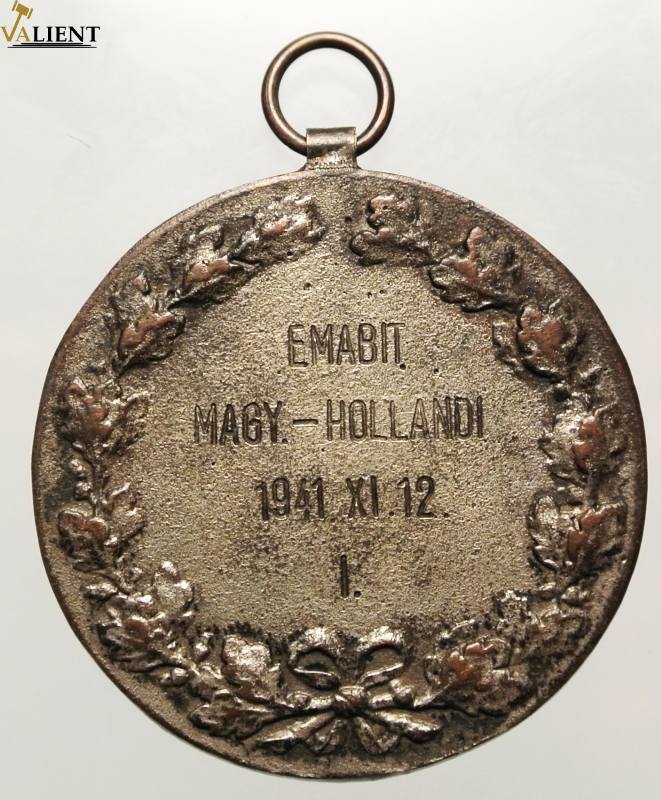 VALIENT
EMABIT.
MAGY.-HOLLANDI
1941. XI. 12.
I.